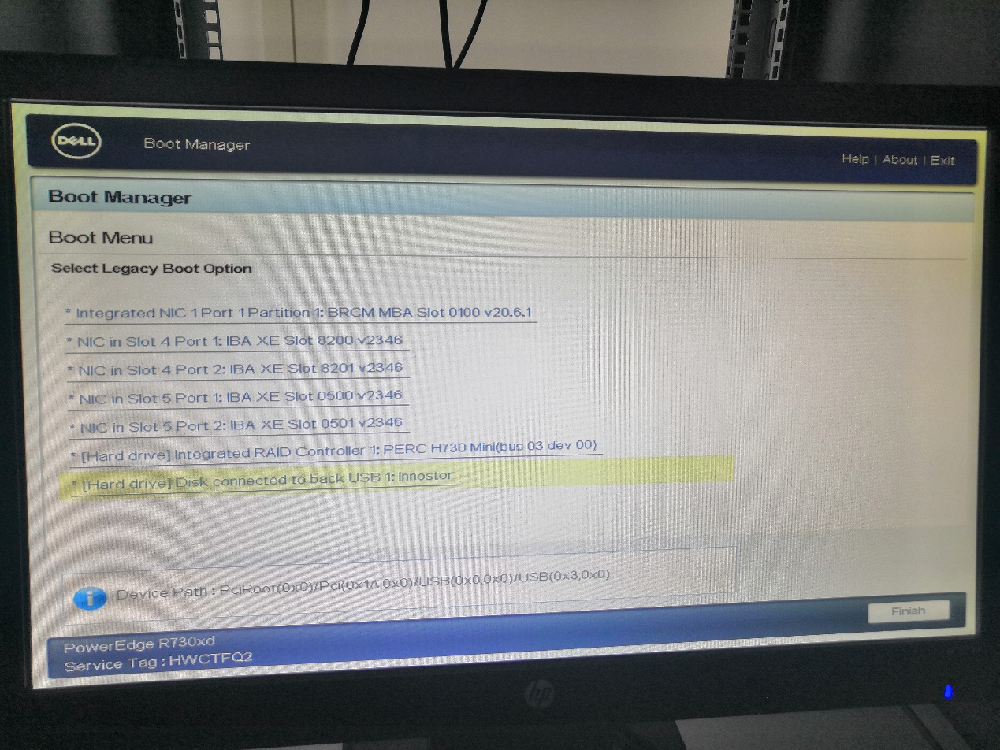 DELL
Boot Manager
Help | About | Exit
Boot Manager
Boot Menu
Select Legacy Boot Option
* Integrated NIC 1 Port 1 Partition 1: BRCM MBA Slot 0100 v20.6.1
* NIC in Slot 4 Port 1: IBA XE Slot 8200 v2346
* NIC in Slot 4 Port 2: IBA XE Slot 8201 v2346
* NIC in Slot 5 Port 1: IBA XE Slot 0500 v2346
* NIC in Slot 5 Port 2: IBA XE Slot 0501 v2346
* [Hard drive] Integrated RAID Controller 1: PERC H730 Mini(bus 03 dev 00)
* [Hard drive] Disk connected to back USB 1: Innostor
i
Device Path : PciRoot(0x0)/Pci(0x1A,0x0)/USB(0x0,0x0)/USB(0x3,0x0)
Finish
PowerEdge R730xd
Service Tag : HWCTFQ2
hp